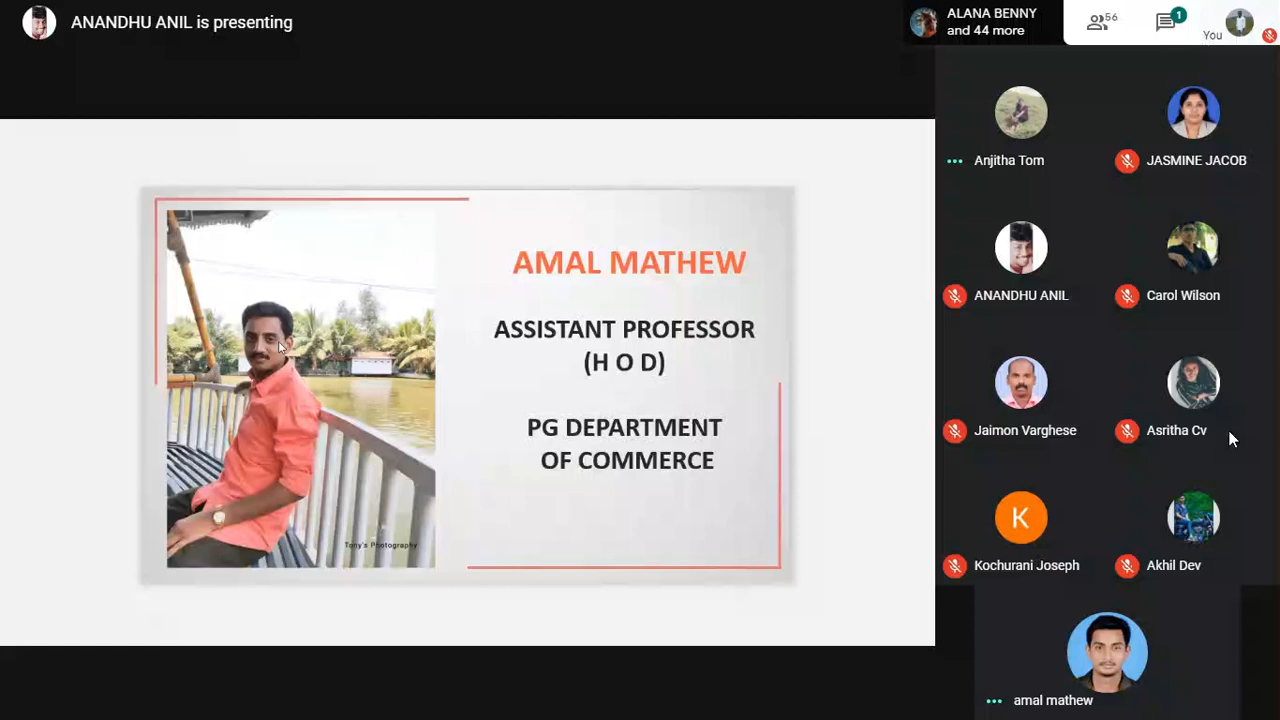 ANANDHU ANIL is presenting
ALANA BENNY
and 44 more
56
1
You
AMAL MATHEW
ASSISTANT PROFESSOR
(H O D)
PG DEPARTMENT
OF COMMERCE
Tony's Photography
Anjitha Tom
JASMINE JACOB
ANANDHU ANIL
Carol Wilson
Jaimon Varghese
Asritha Cv
K
Kochurani Joseph
Akhil Dev
amal mathew